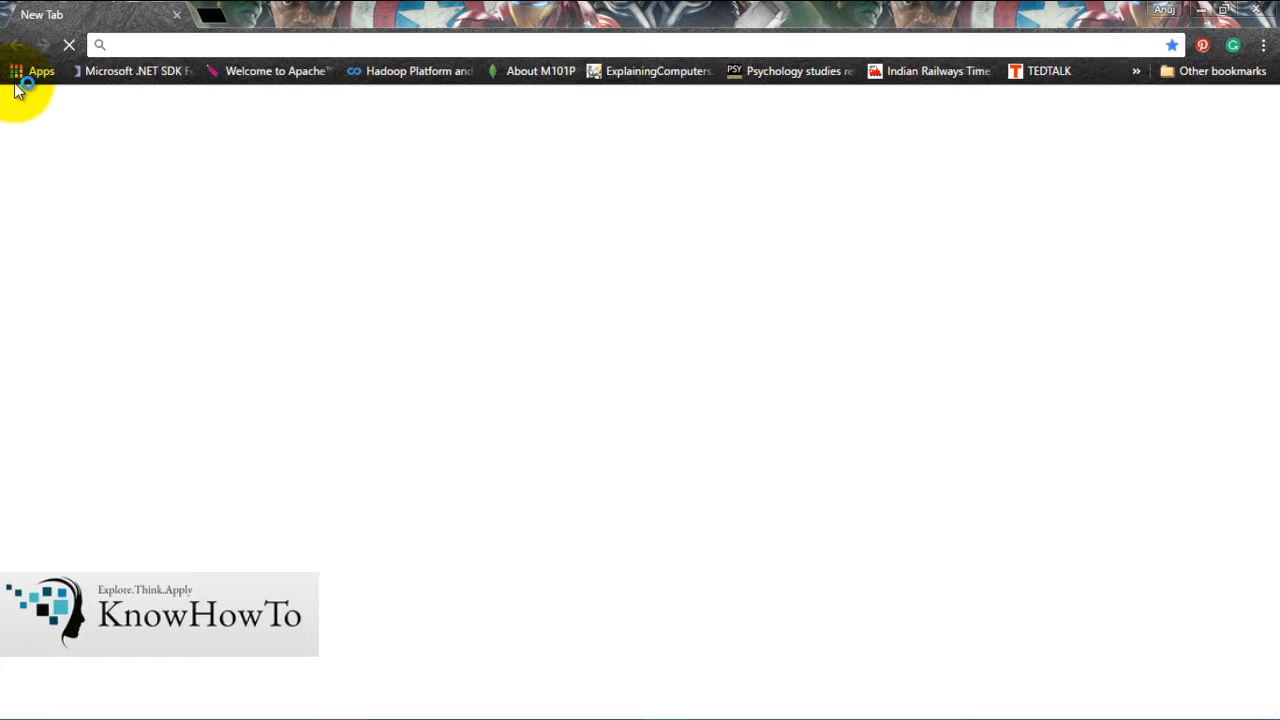 New Tab
Anuj
Apps Microsoft .NET SDK F Welcome to Apache™ Hadoop Platform and About M101P ExplainingComputers. PSY Psychology studies re Indian Railways Time. T TEDTALK » Other bookmarks
Explore.Think..Apply
KnowHowTo